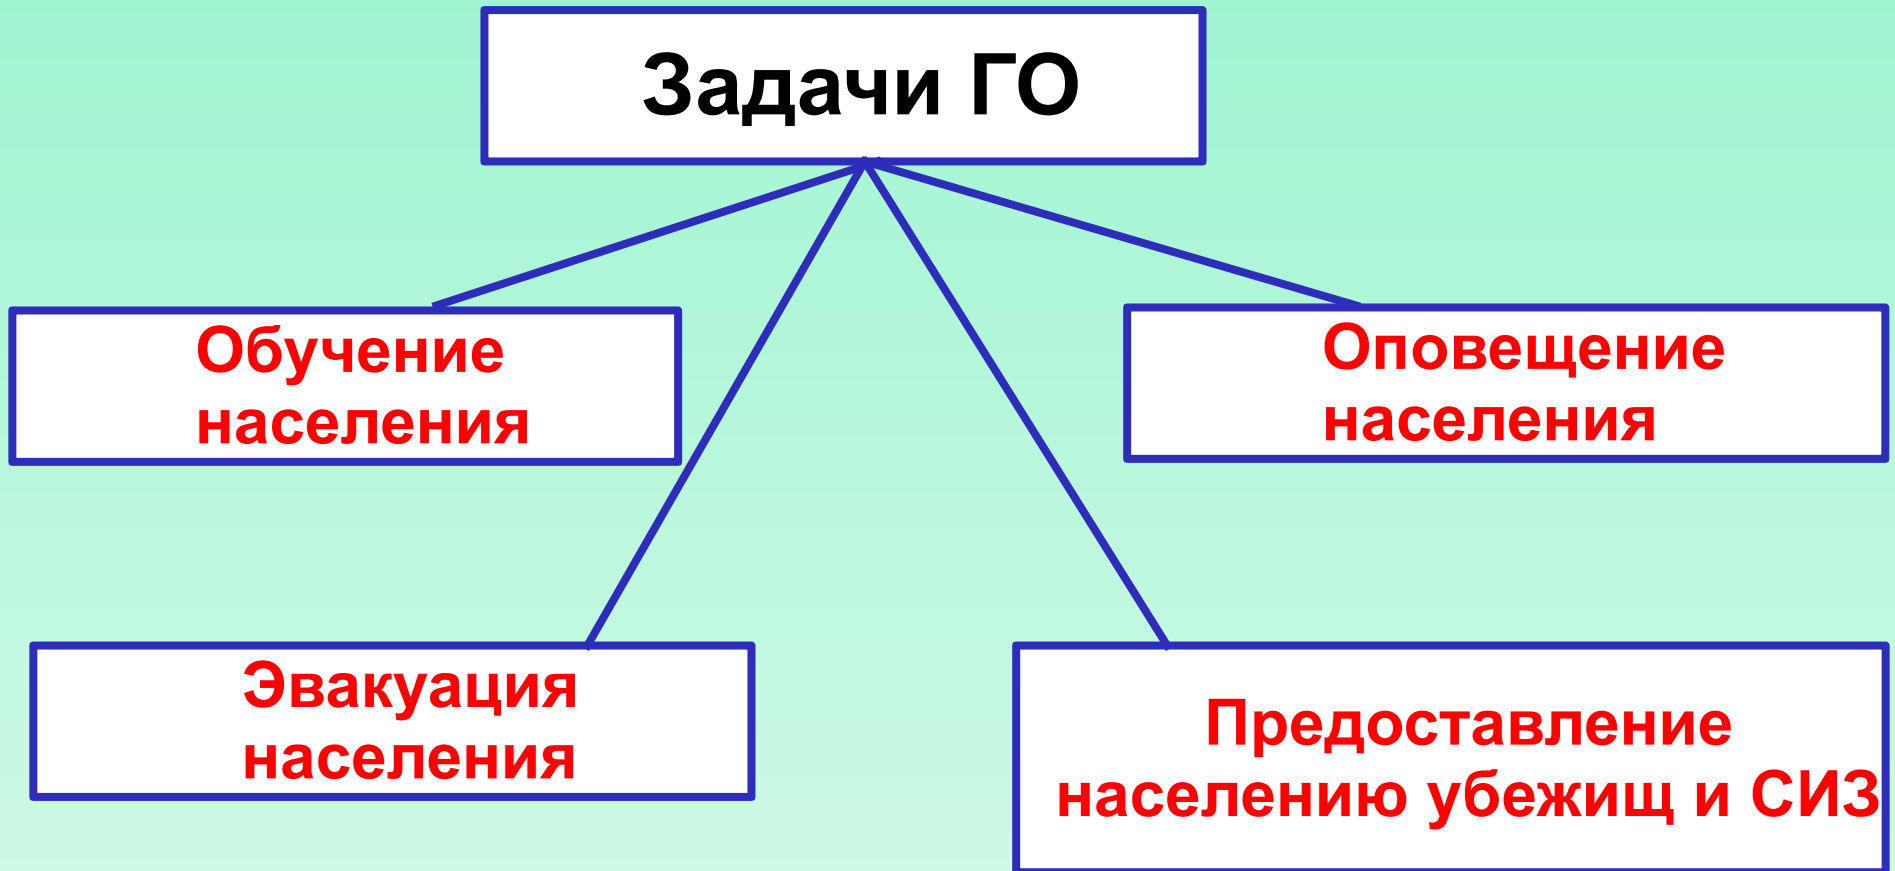 Задачи ГО
Обучение
населения
Оповещение
населения
Эвакуация
населения
Предоставление
населению убежищ и СИЗ